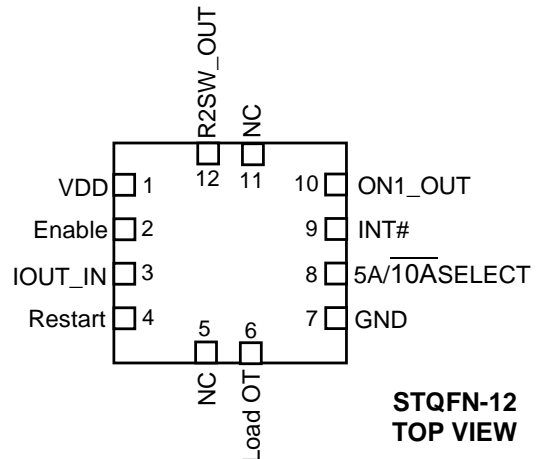 R2SW_OUT
NC
12
11
VDD 1
10 ON1_OUT
Enable 2
9 INT#
IOUT_IN 3
8 5A/10ASELECT
Restart 4
7 GND
5
6
NC
Load OT
STQFN-12
TOP VIEW